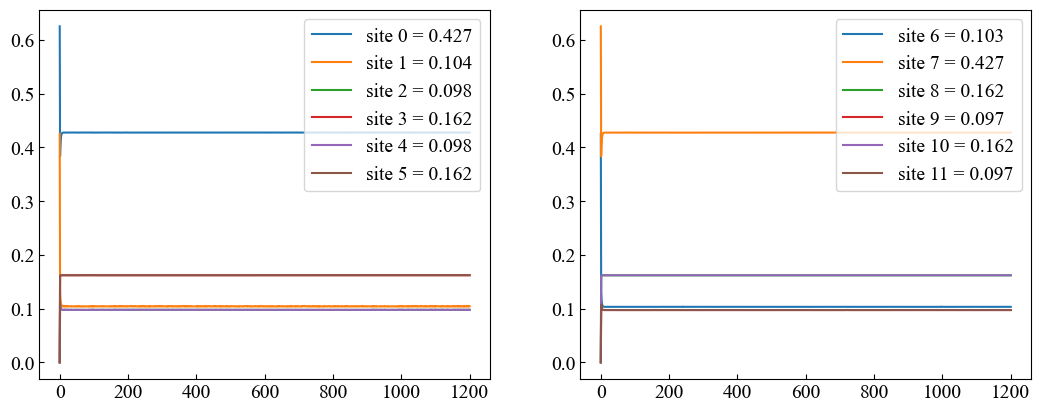 0.6
0.5
0.4
0.3
0.2
0.1
0.0
0 200 400 600 800 1000 1200
site 0 = 0.427
site 1 = 0.104
site 2 = 0.098
site 3 = 0.162
site 4 = 0.098
site 5 = 0.162
0.6
0.5
0.4
0.3
0.2
0.1
0.0
0 200 400 600 800 1000 1200
site 6 = 0.103
site 7 = 0.427
site 8 = 0.162
site 9 = 0.097
site 10 = 0.162
site 11 = 0.097